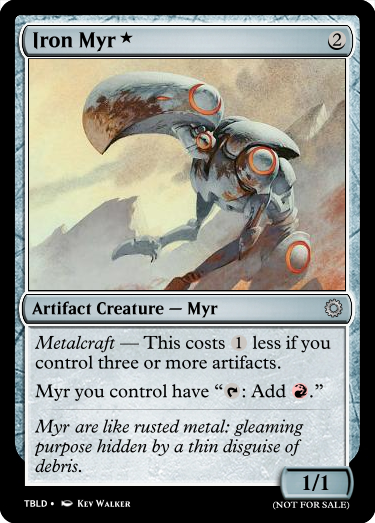 Iron Myr ★ 2
Artifact Creature — Myr
Metalcraft — This costs 1 less if you
control three or more artifacts.
Myr you control have “: Add .”
Myr are like rusted metal: gleaming
purpose hidden by a thin disguise of
debris.
1/1
TBLD • Kev Walker
(NOT FOR SALE)